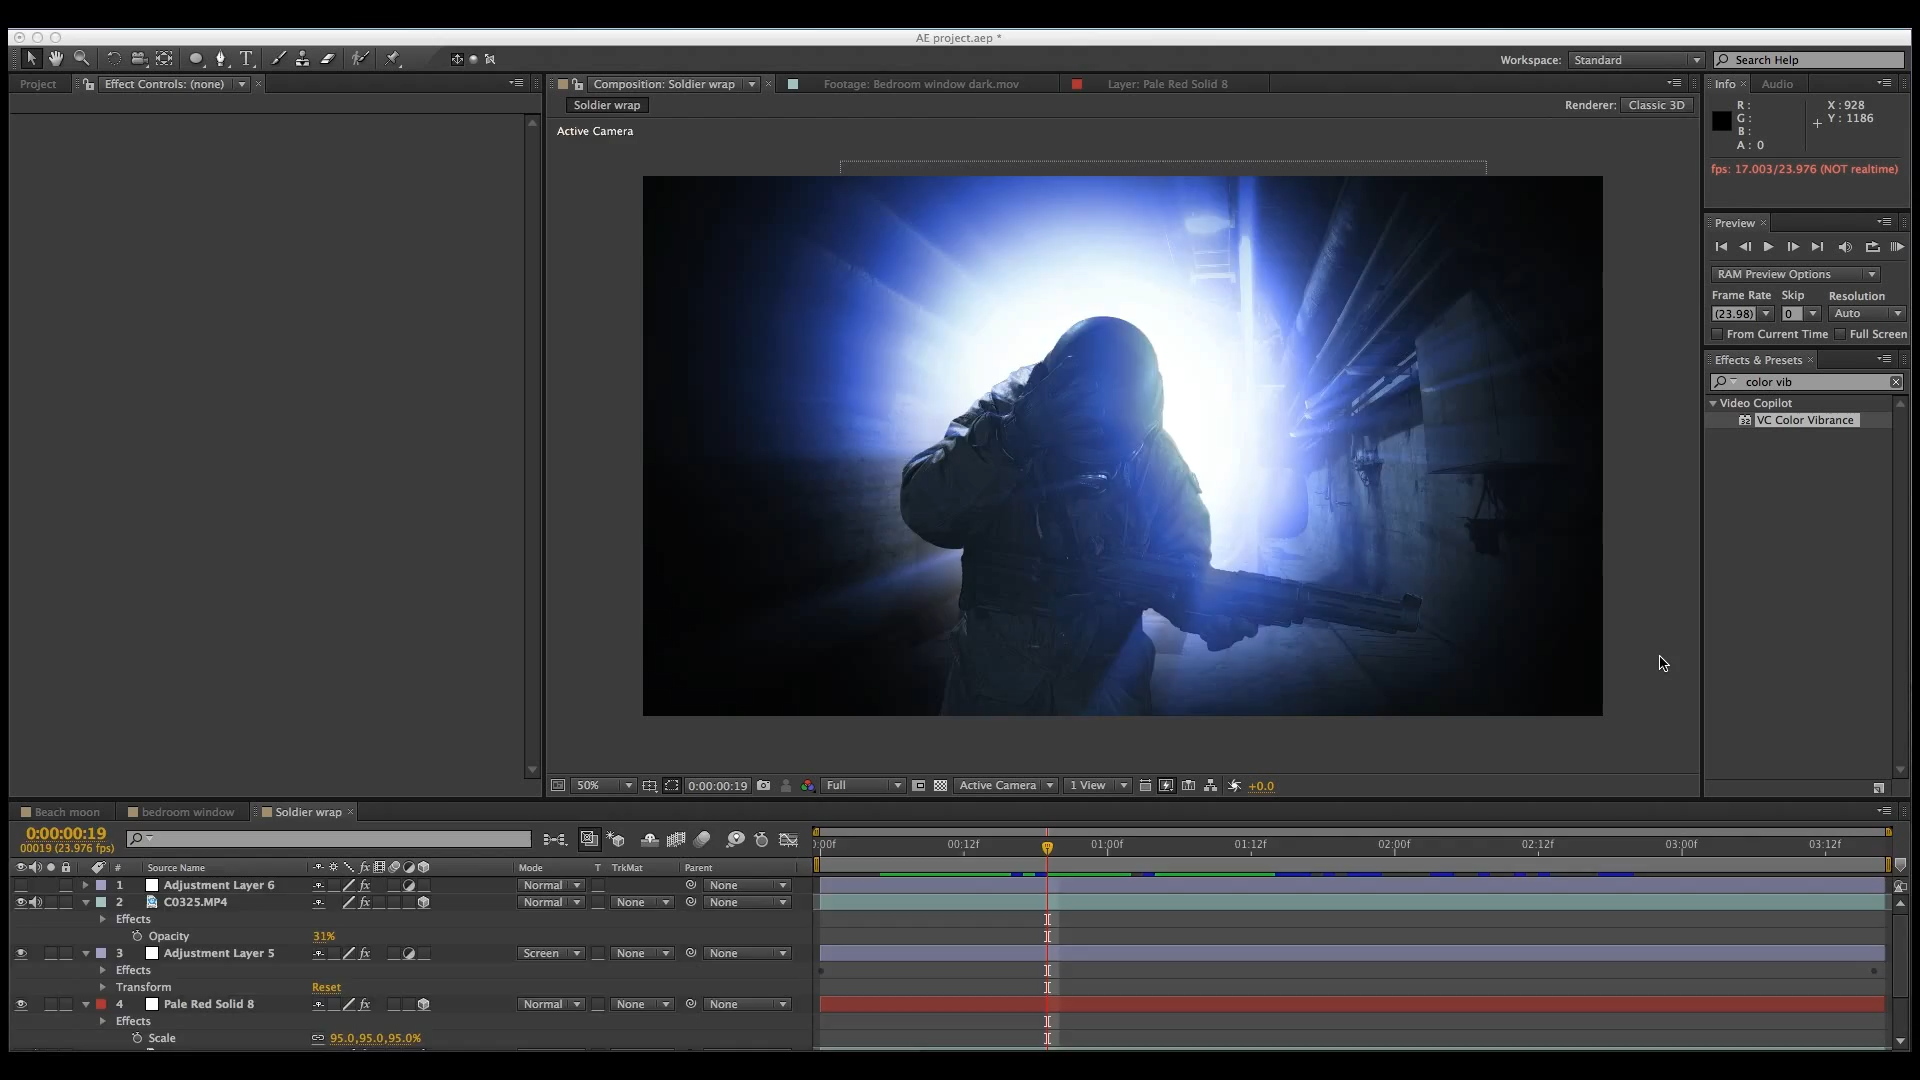 AE project.aep *
T
Workspace: Standard
Search Help
Project
Effect Controls: (none)
Composition: Soldier wrap
Footage: Bedroom window dark.mov
Layer: Pale Red Solid 8
Info
Audio
Soldier wrap
Renderer: Classic 3D
Active Camera
R :
G :
B :
A : 0
X : 928
Y : 1186
fps: 17.003/23.976 (NOT realtime)
Preview
RAM Preview Options
Frame Rate Skip Resolution
(23.98) 0 Auto
From Current Time Full Screen
Effects & Presets
color vib
Video Copilot
32 VC Color Vibrance
50%
0:00:00:19
Full
Active Camera
1 View
+0.0
Beach moon
bedroom window
Soldier wrap
0:00:00:19
00019 (23.976 fps)
:00f 00:12f 01:00f 01:12f 02:00f 02:12f 03:00f 03:12f
# Source Name fx Mode T TrkMat Parent
1 Adjustment Layer 6 fx Normal None
2 C0325.MP4 fx Normal None None
Effects
Opacity 31%
3 Adjustment Layer 5 fx Screen None None
Effects
Transform Reset
4 Pale Red Solid 8 fx Normal None None
Effects
Scale 95.0,95.0,95.0%